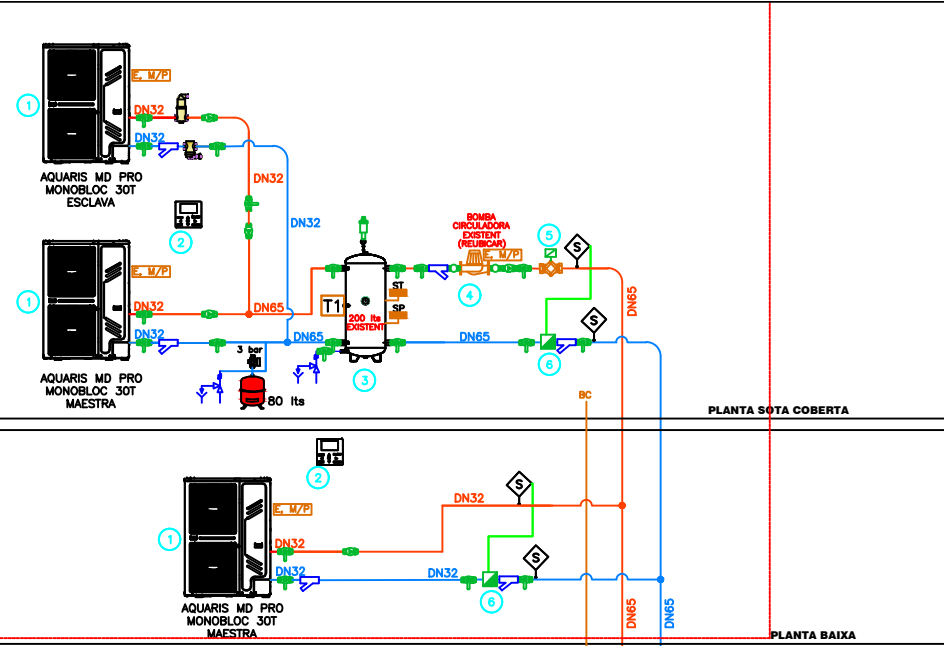 E, M/P
1
DN32
DN32
AQUARIS MD PRO
MONOBLOC 30T
ESCLAVA
DN32
DN32
2
BOMBA
CIRCULADORA
EXISTENT
(REUBICAR)
E, M/P
5
S
E, M/P
1
DN32
DN65
T1
ST
SP
200 lts
EXISTENT
4
DN65
S
DN32
DN65
DN65
3 bar
6
3
AQUARIS MD PRO
MONOBLOC 30T
MAESTRA
80 lts
BC
PLANTA SOTA COBERTA
2
S
DN32
E, M/P
1
DN32
S
DN32
DN32
6
AQUARIS MD PRO
MONOBLOC 30T
MAESTRA
DN65
DN65
PLANTA BAIXA